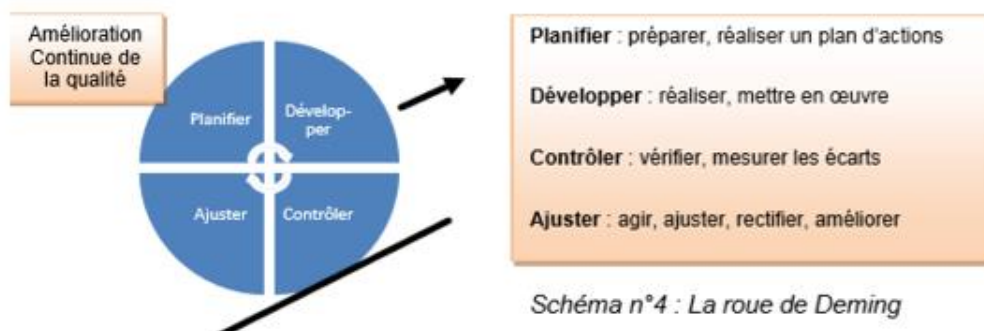 Amélioration
Continue de
la qualité
Planifier
Dévelop-
per
Ajuster
Contrôler
Planifier : préparer, réaliser un plan d'actions
Développer : réaliser, mettre en œuvre
Contrôler : vérifier, mesurer les écarts
Ajuster : agir, ajuster, rectifier, améliorer
Schéma n°4 : La roue de Deming